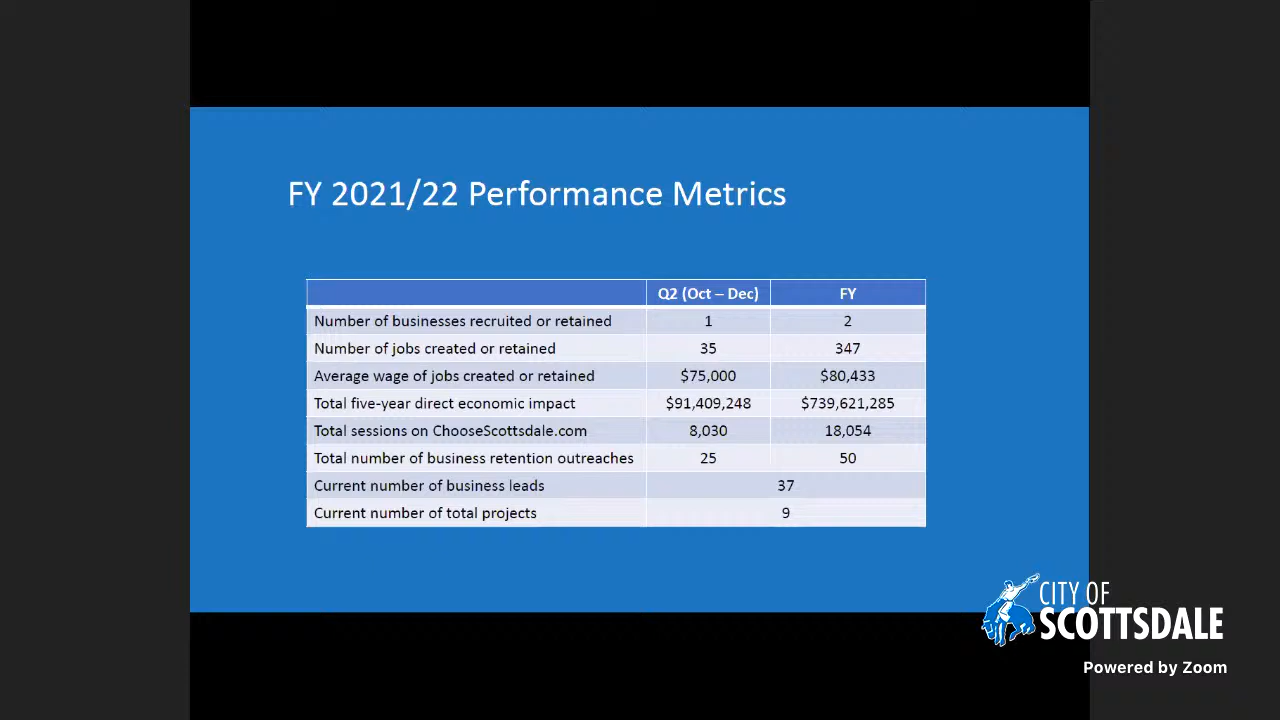 FY 2021/22 Performance Metrics
Q2 (Oct – Dec) FY
Number of businesses recruited or retained 1 2
Number of jobs created or retained 35 347
Average wage of jobs created or retained $75,000 $80,433
Total five-year direct economic impact $91,409,248 $739,621,285
Total sessions on ChooseScottsdale.com 8,030 18,054
Total number of business retention outreaches 25 50
Current number of business leads 37
Current number of total projects 9
CITY OF
SCOTTSDALE
Powered by Zoom